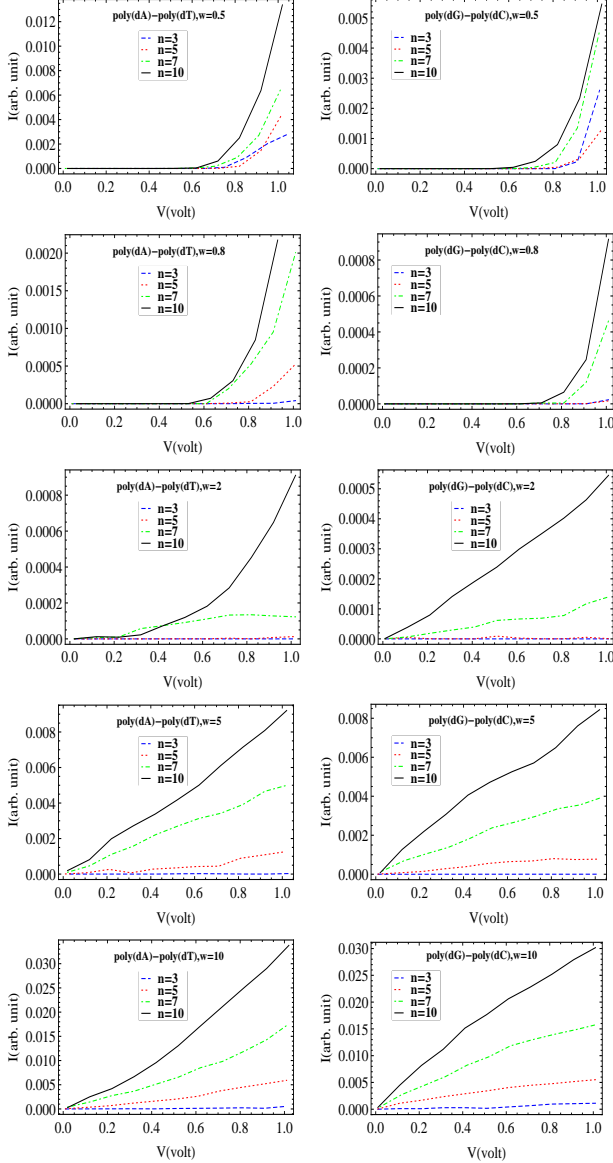 poly(dA)−poly(dT),w=0.5
n=3
n=5
n=7
n=10
I(arb. unit)
0.012
0.010
0.008
0.006
0.004
0.002
0.000
0.0 0.2 0.4 0.6 0.8 1.0
V(volt)
poly(dG)−poly(dC),w=0.5
n=3
n=5
n=7
n=10
I(arb. unit)
0.005
0.004
0.003
0.002
0.001
0.000
0.0 0.2 0.4 0.6 0.8 1.0
V(volt)
poly(dA)−poly(dT),w=0.8
n=3
n=5
n=7
n=10
I(arb. unit)
0.0020
0.0015
0.0010
0.0005
0.0000
0.0 0.2 0.4 0.6 0.8 1.0
V(volt)
poly(dG)−poly(dC),w=0.8
n=3
n=5
n=7
n=10
I(arb. unit)
0.0008
0.0006
0.0004
0.0002
0.0000
0.0 0.2 0.4 0.6 0.8 1.0
V(volt)
poly(dA)−poly(dT),w=2
n=3
n=5
n=7
n=10
I(arb. unit)
0.0008
0.0006
0.0004
0.0002
0.0000
0.0 0.2 0.4 0.6 0.8 1.0
V(volt)
poly(dG)−poly(dC),w=2
n=3
n=5
n=7
n=10
I(arb. unit)
0.0005
0.0004
0.0003
0.0002
0.0001
0.0000
0.0 0.2 0.4 0.6 0.8 1.0
V(volt)
poly(dA)−poly(dT),w=5
n=3
n=5
n=7
n=10
I(arb. unit)
0.008
0.006
0.004
0.002
0.000
0.0 0.2 0.4 0.6 0.8 1.0
V(volt)
poly(dG)−poly(dC),w=5
n=3
n=5
n=7
n=10
I(arb. unit)
0.008
0.006
0.004
0.002
0.000
0.0 0.2 0.4 0.6 0.8 1.0
V(volt)
poly(dA)−poly(dT),w=10
n=3
n=5
n=7
n=10
I(arb. unit)
0.030
0.025
0.020
0.015
0.010
0.005
0.000
0.0 0.2 0.4 0.6 0.8 1.0
V(volt)
poly(dG)−poly(dC),w=10
n=3
n=5
n=7
n=10
I(arb. unit)
0.030
0.025
0.020
0.015
0.010
0.005
0.000
0.0 0.2 0.4 0.6 0.8 1.0
V(volt)